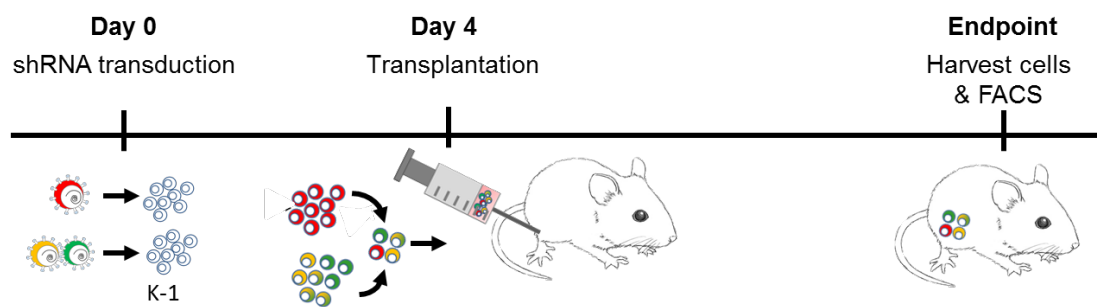 Day 0
shRNA transduction
Day 4
Transplantation
Endpoint
Harvest cells
& FACS
K-1